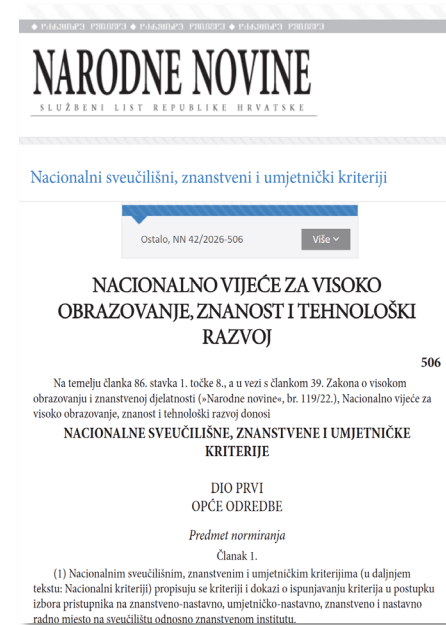 NARODNE NOVINE
SLUŽBENI LIST REPUBLIKE HRVATSKE
Nacionalni sveučilišni, znanstveni i umjetnički kriteriji
Ostalo, NN 42/2026-506
Više
NACIONALNO VIJEĆE ZA VISOKO
OBRAZOVANJE, ZNANOST I TEHNOLOŠKI
RAZVOJ
506
Na temelju članka 86. stavka 1. točke 8., a u vezi s člankom 39. Zakona o visokom
obrazovanju i znanstvenoj djelatnosti (»Narodne novine«, br. 119/22.), Nacionalno vijeće za
visoko obrazovanje, znanost i tehnološki razvoj donosi
NACIONALNE SVEUČILIŠNE, ZNANSTVENE I UMJETNIČKE
KRITERIJE
DIO PRVI
OPĆE ODREDBE
Predmet normiranja
Članak 1.
(1) Nacionalnim sveučilišnim, znanstvenim i umjetničkim kriterijima (u daljnjem
tekstu: Nacionalni kriteriji) propisuju se kriteriji i dokazi o ispunjavanju kriterija u postupku
izbora pristupnika na znanstveno-nastavno, umjetničko-nastavno, znanstveno i nastavno
radno mjesto na sveučilištu odnosno znanstvenom institutu.